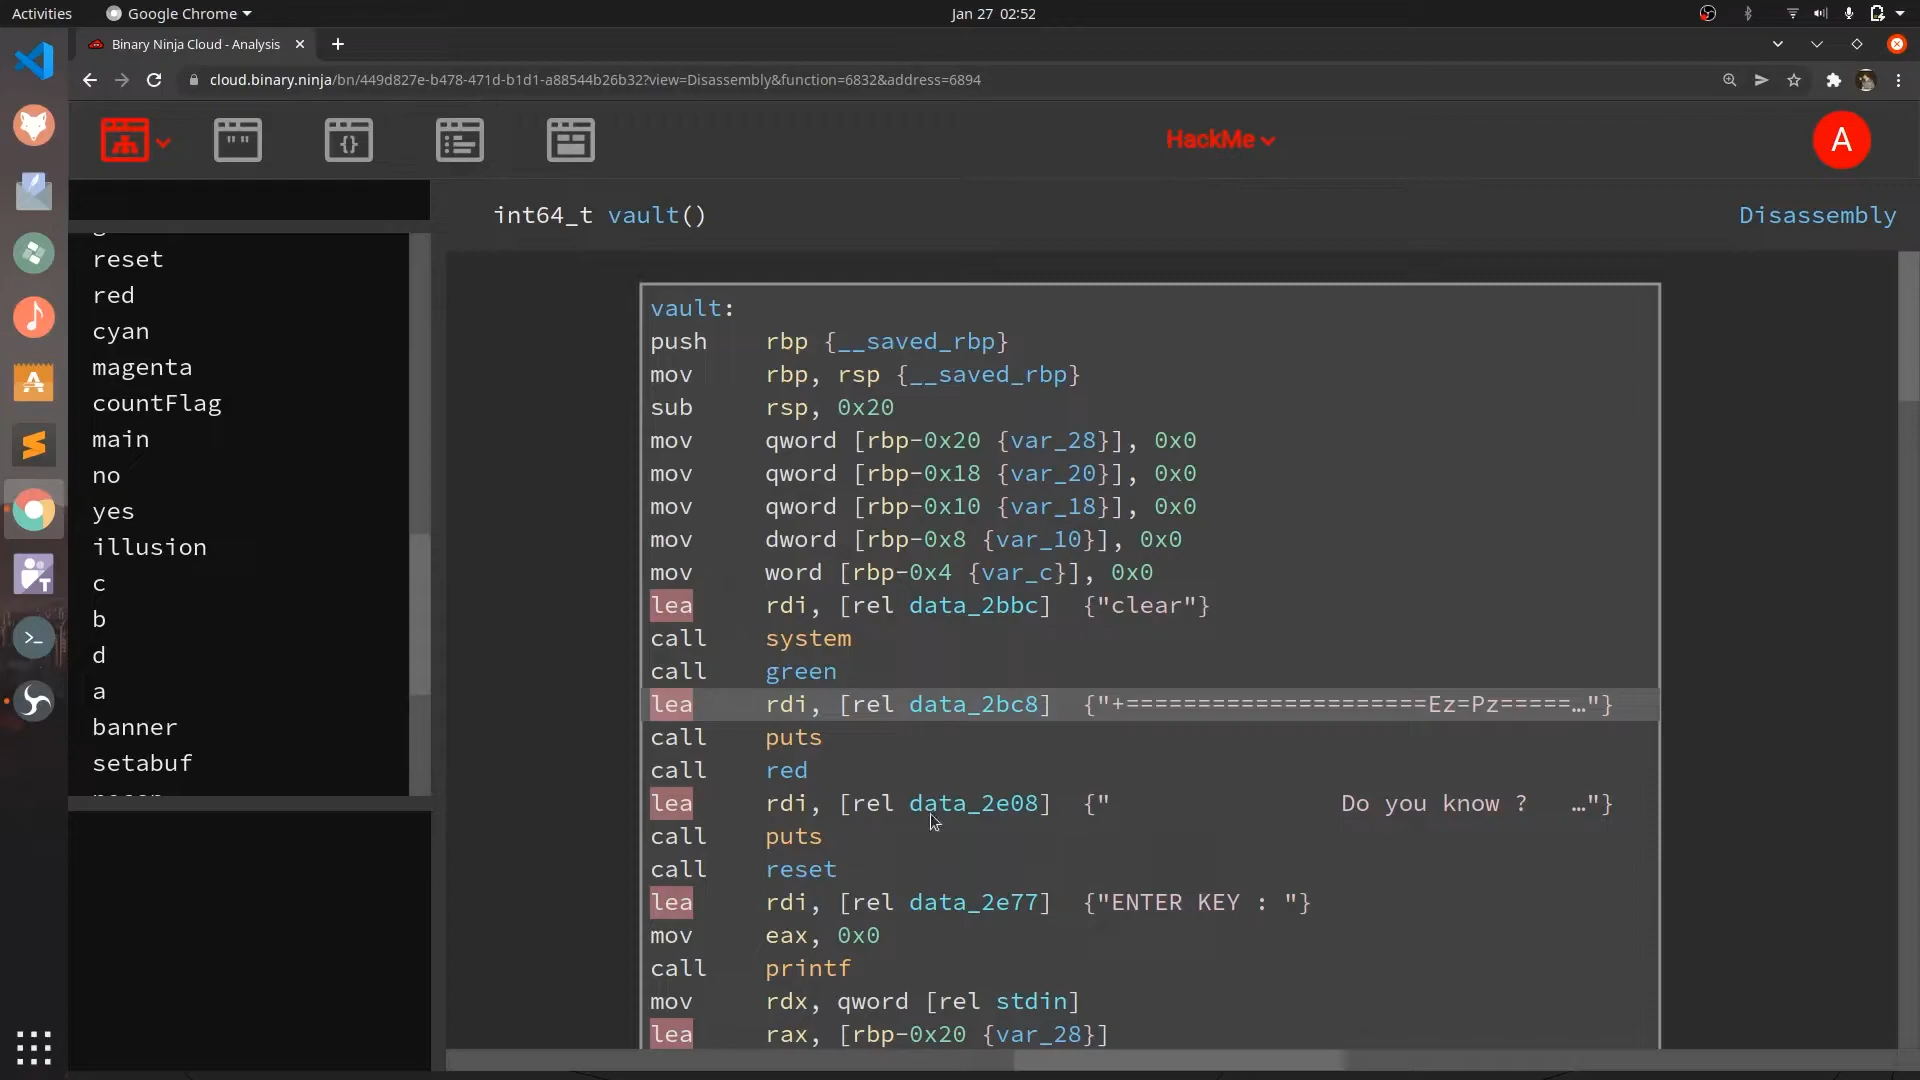 Activities Google Chrome Jan 27 02:52
Binary Ninja Cloud - Analysis
cloud.binary.ninja/bn/449d827e-b478-471d-b1d1-a88544b26b32?view=Disassembly&function=6832&address=6894
HackMe
A
int64_t vault() Disassembly
reset
red
cyan
magenta
countFlag
main
no
yes
illusion
c
b
d
a
banner
setabuf
vault:
push rbp {__saved_rbp}
mov rbp, rsp {__saved_rbp}
sub rsp, 0x20
mov qword [rbp-0x20 {var_28}], 0x0
mov qword [rbp-0x18 {var_20}], 0x0
mov qword [rbp-0x10 {var_18}], 0x0
mov dword [rbp-0x8 {var_10}], 0x0
mov word [rbp-0x4 {var_c}], 0x0
lea rdi, [rel data_2bbc] {"clear"}
call system
call green
lea rdi, [rel data_2bc8] {"+=====================Ez=Pz=====…"}
call puts
call red
lea rdi, [rel data_2e08] {" Do you know ? …"}
call puts
call reset
lea rdi, [rel data_2e77] {"ENTER KEY : "}
mov eax, 0x0
call printf
mov rdx, qword [rel stdin]
lea rax, [rbp-0x20 {var_28}]